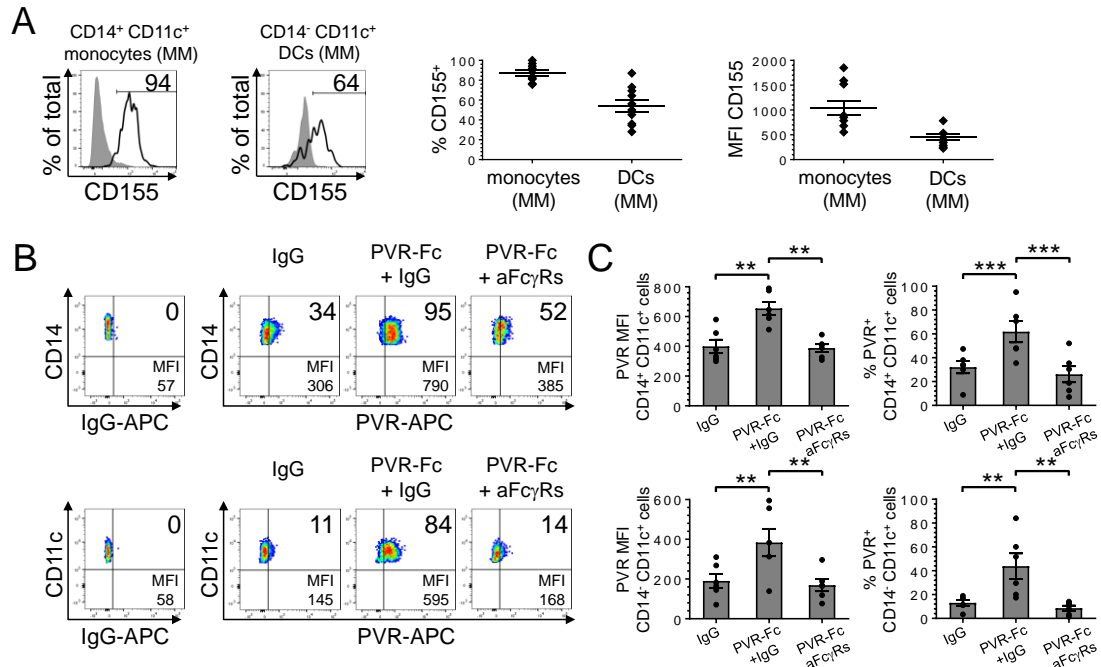 A
CD14+ CD11c+
monocytes (MM)
CD14- CD11c+
DCs (MM)
94
64
% of total
% of total
CD155
CD155
% CD155+
100
80
60
40
20
0
monocytes
(MM)
DCs
(MM)
MFI CD155
2000
1500
1000
500
0
monocytes
(MM)
DCs
(MM)
B
IgG
PVR-Fc
+ IgG
PVR-Fc
+ aFcγRs
CD14
0
MFI
57
IgG-APC
CD14
34
MFI
306
95
MFI
790
52
MFI
385
PVR-APC
IgG
PVR-Fc
+ IgG
PVR-Fc
+ aFcγRs
CD11c
0
MFI
58
IgG-APC
CD11c
11
MFI
145
84
MFI
595
14
MFI
168
PVR-APC
C
PVR MFI
CD14+ CD11c+ cells
800
600
400
200
0
**
**
IgG
PVR-Fc
+IgG
PVR-Fc
aFcγRs
% PVR+
CD14+ CD11c+ cells
100
80
60
40
20
0
***
***
IgG
PVR-Fc
+IgG
PVR-Fc
aFcγRs
PVR MFI
CD14- CD11c+ cells
600
400
200
0
**
**
IgG
PVR-Fc
+IgG
PVR-Fc
aFcγRs
% PVR+
CD14- CD11c+ cells
100
80
60
40
20
0
**
**
IgG
PVR-Fc
+IgG
PVR-Fc
aFcγRs